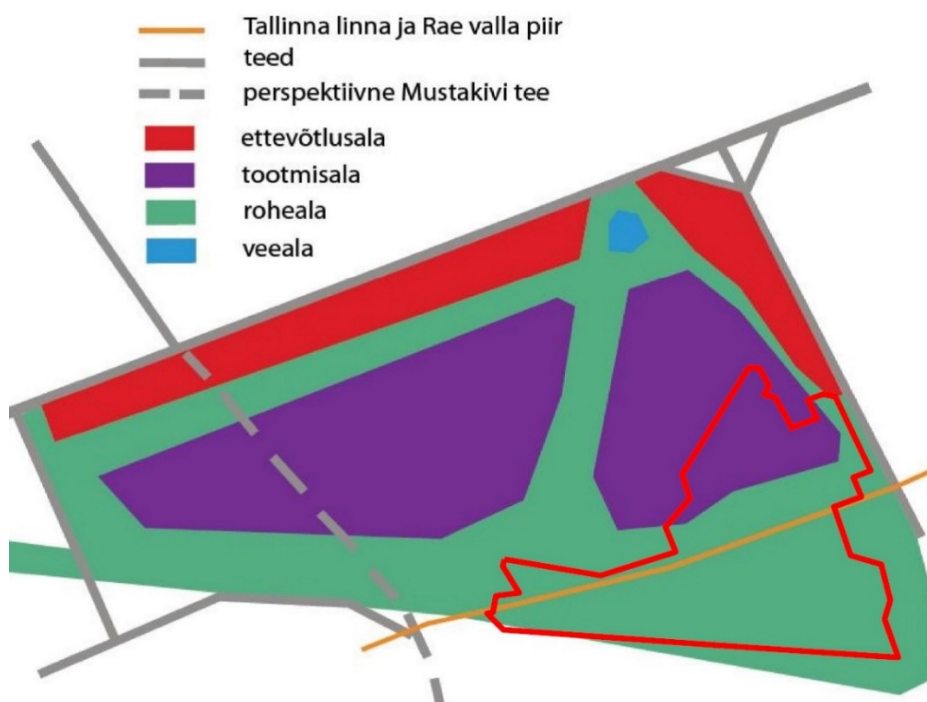 Tallinna linna ja Rae valla piir
teed
perspektiivne Mustakivi tee
ettevõtlusala
tootmisala
roheala
veeala